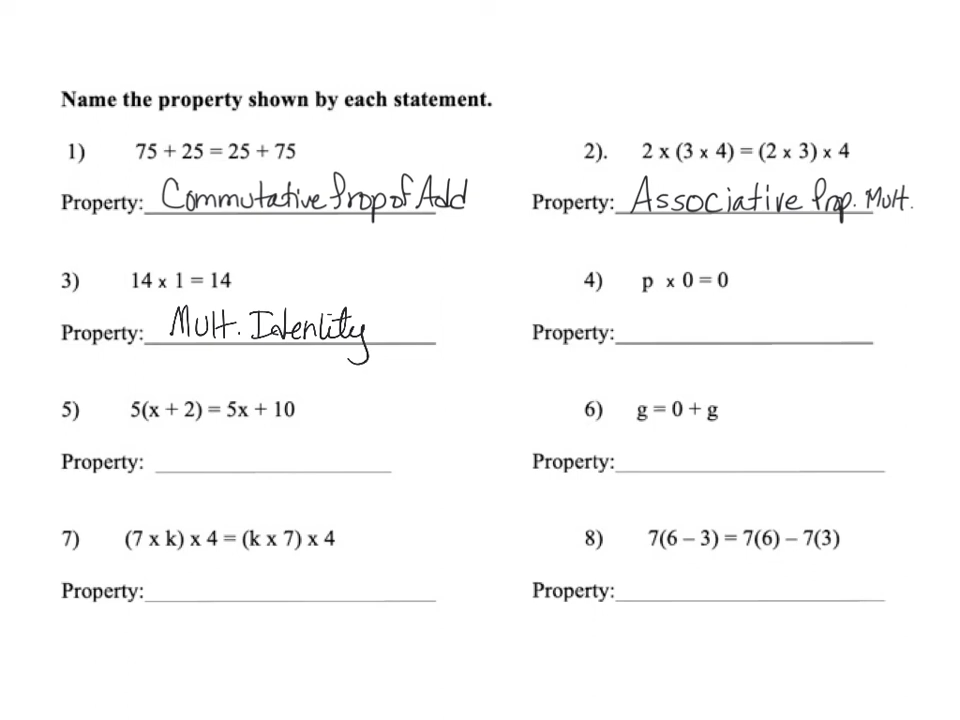 Name the property shown by each statement.
1) 75 + 25 = 25 + 75
Property: Commutative Prop of Add
2). 2 x (3 x 4) = (2 x 3) x 4
Property: Associative Prop. Mult.
3) 14 x 1 = 14
Property: Mult. Identity
4) p x 0 = 0
Property:
5) 5(x + 2) = 5x + 10
Property:
6) g = 0 + g
Property:
7) (7 x k) x 4 = (k x 7) x 4
Property:
8) 7(6 – 3) = 7(6) – 7(3)
Property: